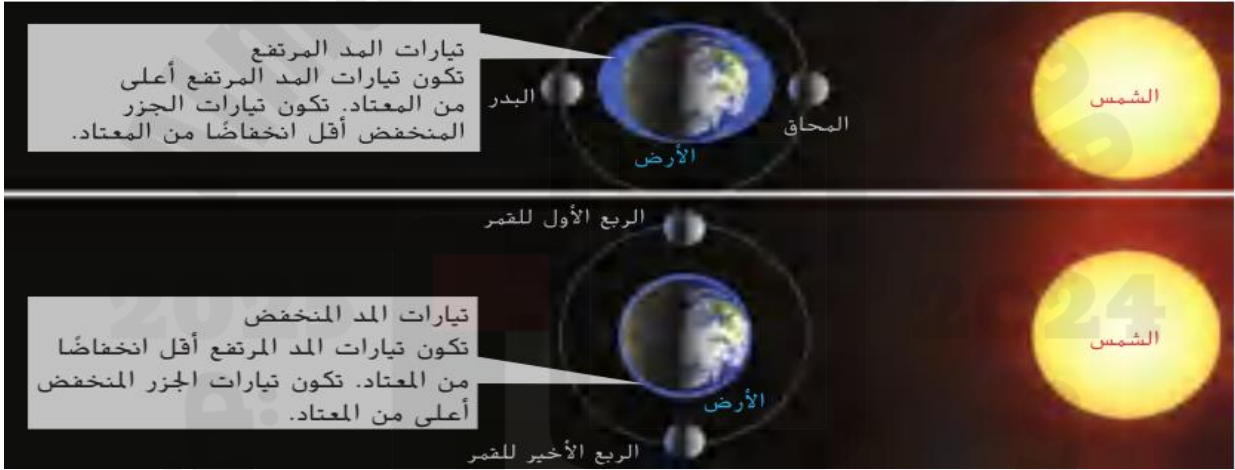 تيارات المد المرتفع
تكون تيارات المد المرتفع أعلى
من المعتاد. تكون تيارات الجزر
المنخفض أقل انخفاضًا من المعتاد.
البدر
المحاق
الأرض
الشمس
الربع الأول للقمر
تيارات المد المنخفض
تكون تيارات المد المرتفع أقل انخفاضًا
من المعتاد. تكون تيارات الجزر المنخفض
أعلى من المعتاد.
الأرض
الشمس
الربع الأخير للقمر
2024